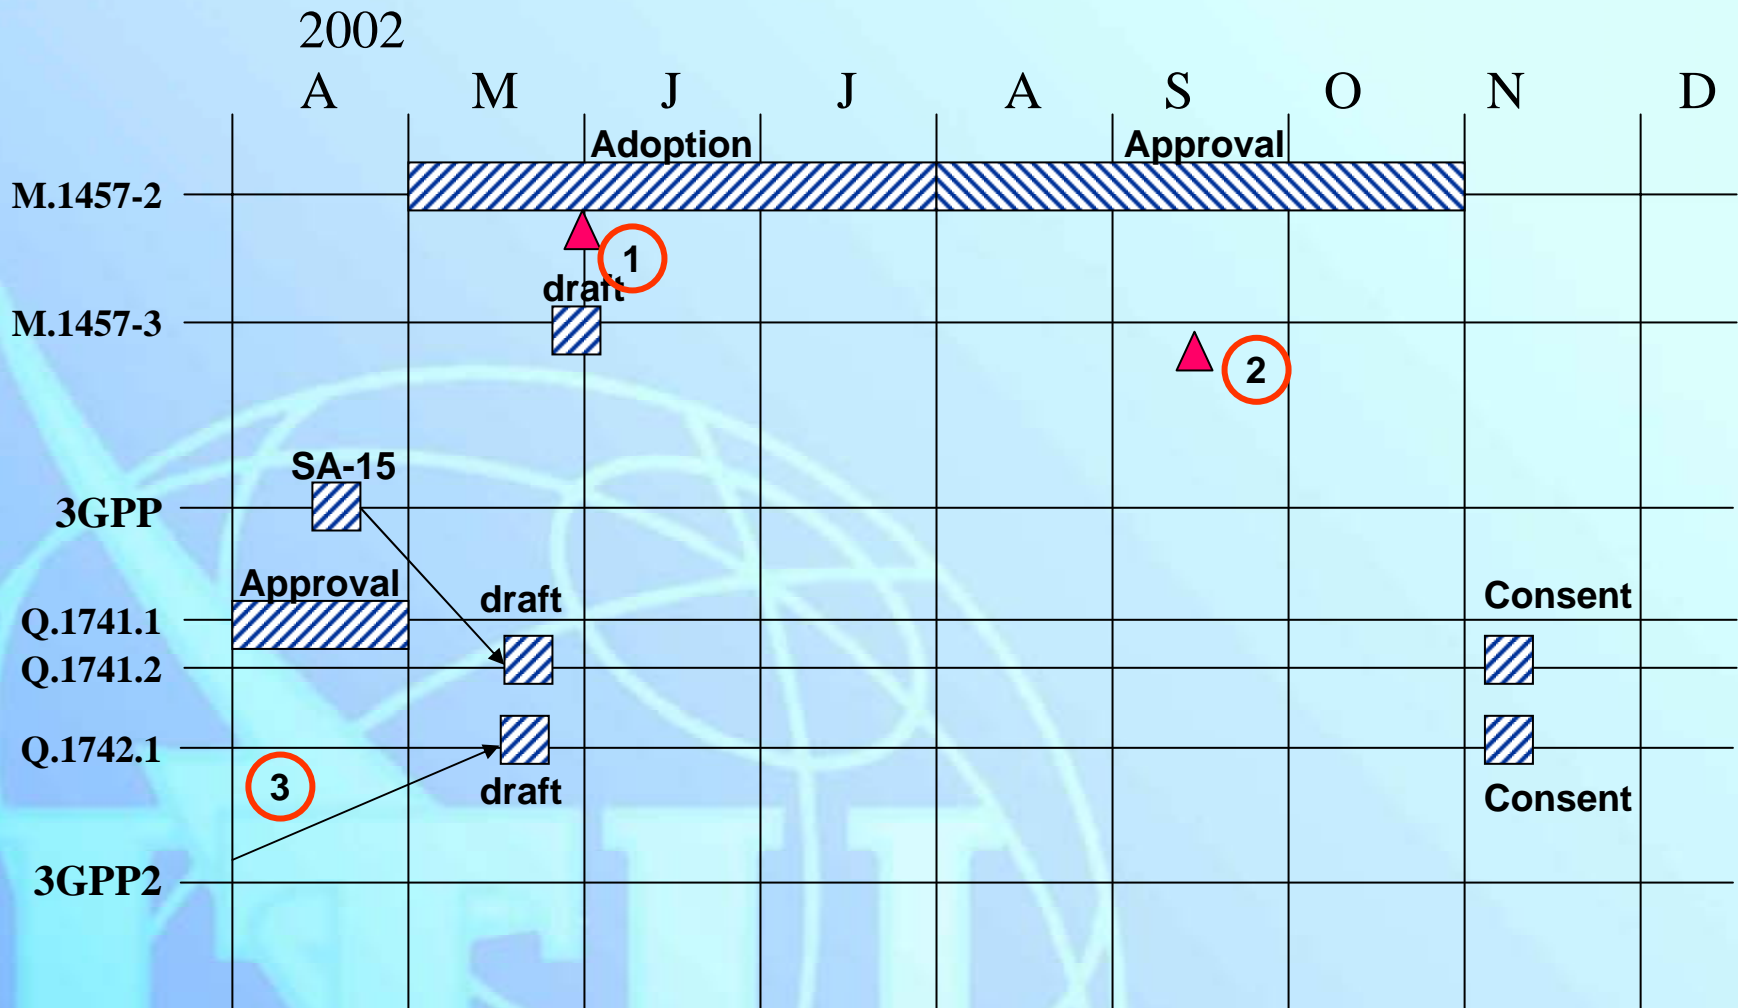 2002
A M J J A S O N D
Adoption Approval
M.1457-2
1
draft
M.1457-3
2
SA-15
3GPP
Approval draft Consent
Q.1741.1
Q.1741.2
Q.1742.1
3 draft Consent
3GPP2
ITU